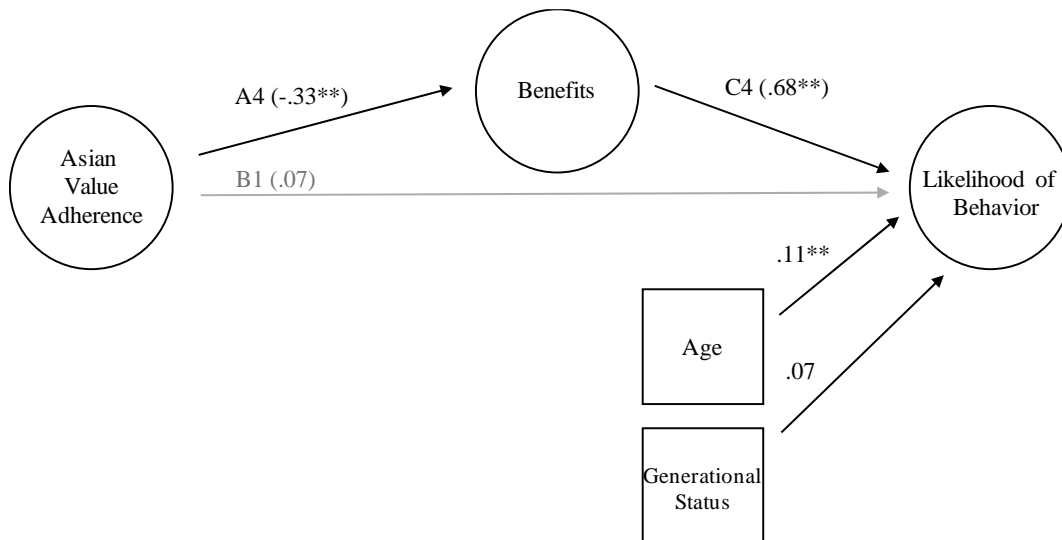 Benefits
A4 (-.33**)
C4 (.68**)
Asian
Value
Adherence
B1 (.07)
Likelihood of
Behavior
.11**
Age
.07
Generational
Status